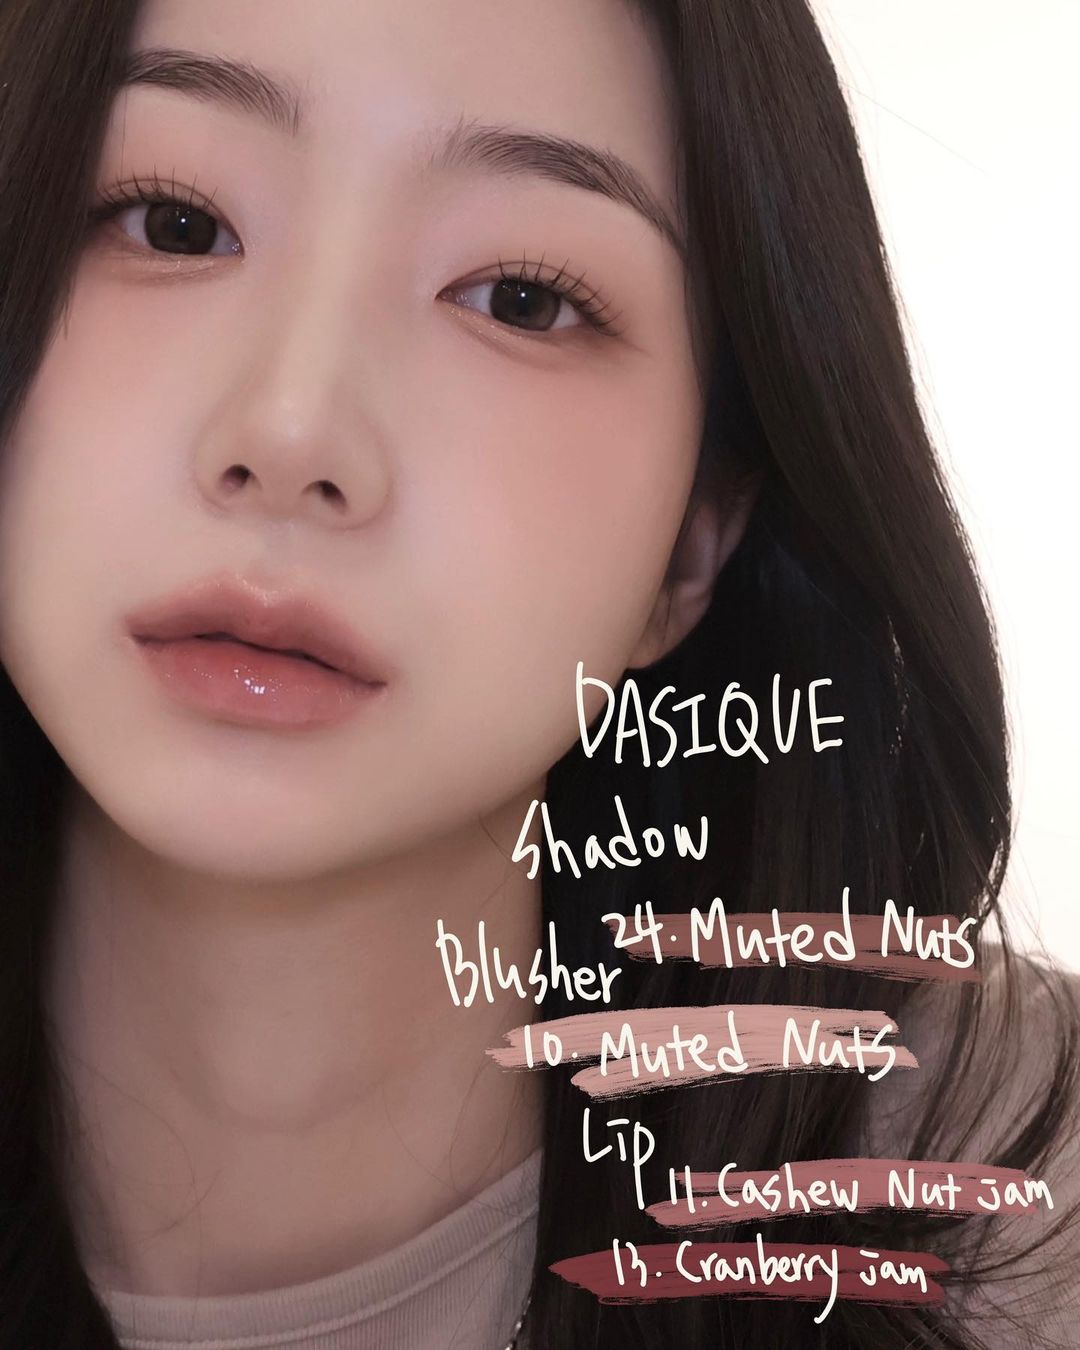 DASIQUE
Shadow
24. Muted Nuts
Blusher
10. Muted Nuts
Lip
11. Cashew Nut jam
13. Cranberry jam